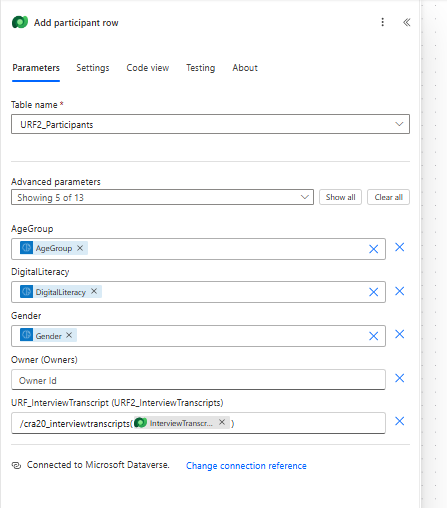 Add participant row
Parameters Settings Code view Testing About
Table name *
URF2_Participants
Advanced parameters
Showing 5 of 13 Show all Clear all
AgeGroup
AgeGroup
DigitalLiteracy
DigitalLiteracy
Gender
Gender
Owner (Owners)
Owner Id
URF_InterviewTranscript (URF2_InterviewTranscripts)
/cra20_interviewtranscripts( InterviewTranscr... )
Connected to Microsoft Dataverse. Change connection reference